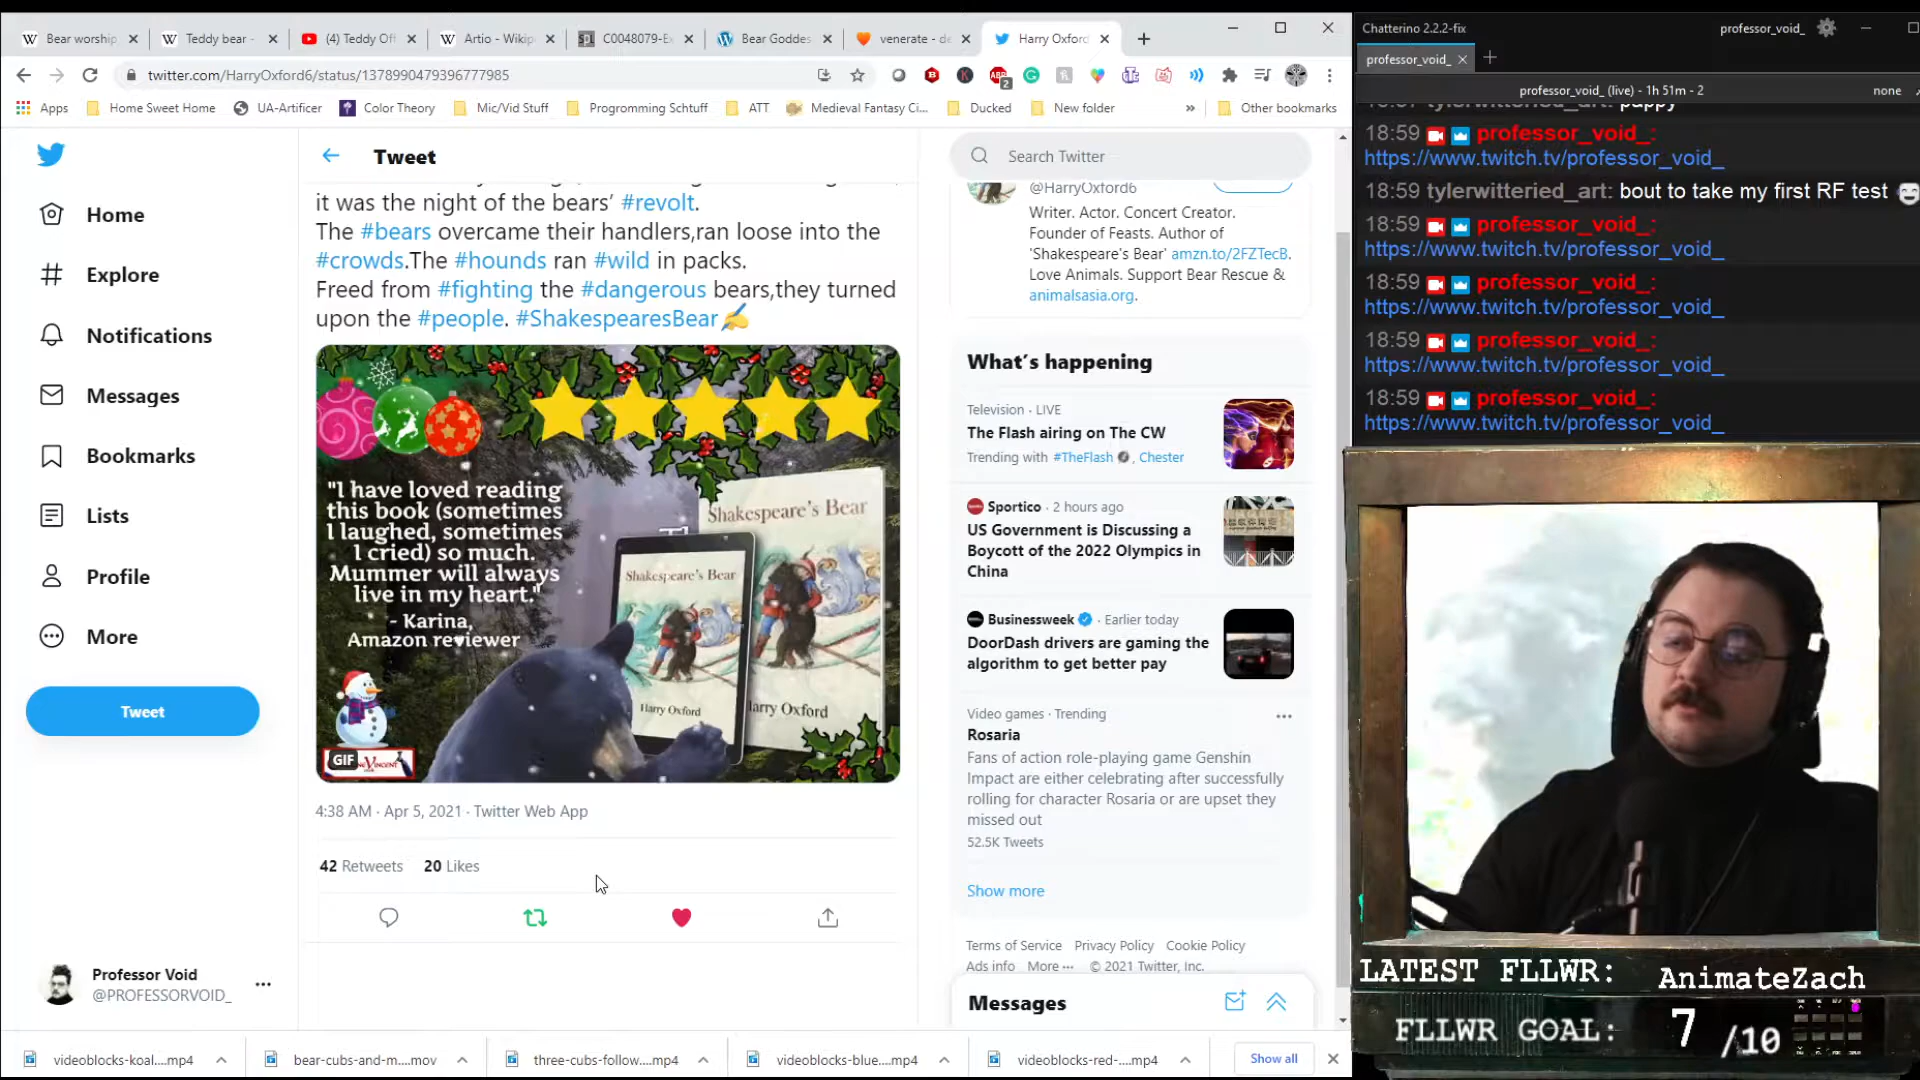 Bear worship
Teddy bear -
(4) Teddy Off
Artio - Wikip
C0048079-Ex
Bear Goddes
venerate - de
Harry Oxford
twitter.com/HarryOxford6/status/1378990479396777985
Apps
Home Sweet Home
UA-Artificer
Color Theory
Mic/Vid Stuff
Programming Schtuff
ATT
Medieval Fantasy Ci...
Ducked
New folder
»
Other bookmarks
Home
Explore
Notifications
Messages
Bookmarks
Lists
Profile
More
Tweet
Professor Void
@PROFESSORVOID_
Tweet
it was the night of the bears’ #revolt.
The #bears overcame their handlers,ran loose into the
#crowds.The #hounds ran #wild in packs.
Freed from #fighting the #dangerous bears,they turned
upon the #people. #ShakespearesBear✍
"I have loved reading
this book (sometimes
I laughed, sometimes
I cried) so much.
Mummer will always
live in my heart."
- Karina,
Amazon reviewer
Shakespeare's Bear
Harry Oxford
Shakespeare's Bear
Harry Oxford
GIF
4:38 AM · Apr 5, 2021 · Twitter Web App
42 Retweets 20 Likes
Search Twitter
@HarryOxford6
Writer. Actor. Concert Creator.
Founder of Feasts. Author of
'Shakespeare's Bear' amzn.to/2FZTecB.
Love Animals. Support Bear Rescue &
animalsasia.org.
What’s happening
Television · LIVE
The Flash airing on The CW
Trending with #TheFlash , Chester
Sportico · 2 hours ago
US Government is Discussing a
Boycott of the 2022 Olympics in
China
Businessweek · Earlier today
DoorDash drivers are gaming the
algorithm to get better pay
Video games · Trending
Rosaria
Fans of action role-playing game Genshin
Impact are either celebrating after successfully
rolling for character Rosaria or are upset they
missed out
52.5K Tweets
Show more
Terms of Service Privacy Policy Cookie Policy
Ads info More ··· © 2021 Twitter, Inc.
Messages
videoblocks-koal....mp4
bear-cubs-and-m....mov
three-cubs-follow....mp4
videoblocks-blue....mp4
videoblocks-red-....mp4
Show all
Chatterino 2.2.2-fix
professor_void_
professor_void_
professor_void_ (live) - 1h 51m - 2
none
18:57 tylerwitteried_art: puppy
18:59 professor_void_:
https://www.twitch.tv/professor_void_
18:59 tylerwitteried_art: bout to take my first RF test
18:59 professor_void_:
https://www.twitch.tv/professor_void_
18:59 professor_void_:
https://www.twitch.tv/professor_void_
18:59 professor_void_:
https://www.twitch.tv/professor_void_
18:59 professor_void_:
https://www.twitch.tv/professor_void_
LATEST FLLWR: AnimateZach
FLLWR GOAL: 7 /10